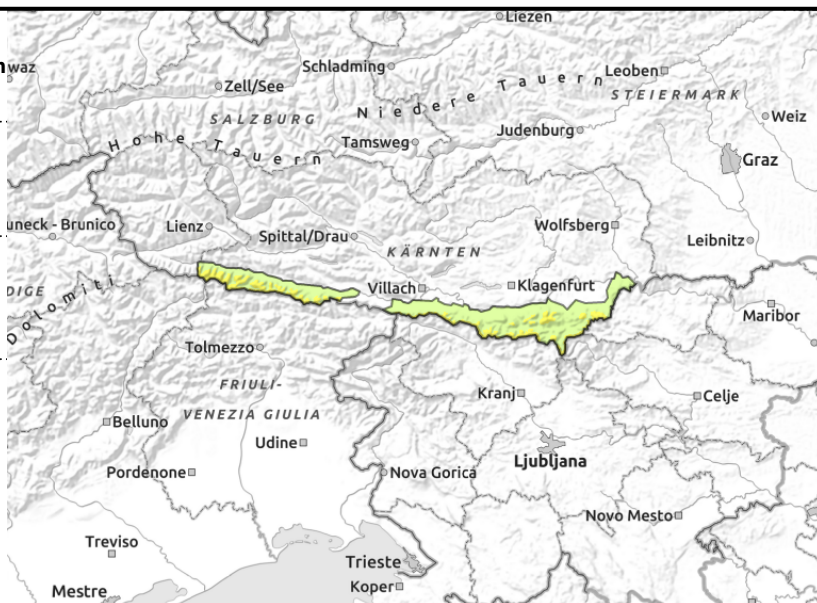 Liezen
waz
Schladming
Leoben
Zell/See
Niedere Tauern
STEIERMARK
SALZBURG
Weiz
Hohe Tauern
Tamsweg
Judenburg
Graz
uneck - Brunico
Lienz
Spittal/Drau
Wolfsberg
KÄRNTEN
Leibnitz
DIGE
Villach
Klagenfurt
Dolomiti
Maribor
Tolmezzo
FRIULI-
VENEZIA GIULIA
Kranj
Celje
Belluno
Udine
Ljubljana
Pordenone
Nova Gorica
Novo Mesto
Treviso
Trieste
Koper
Mestre